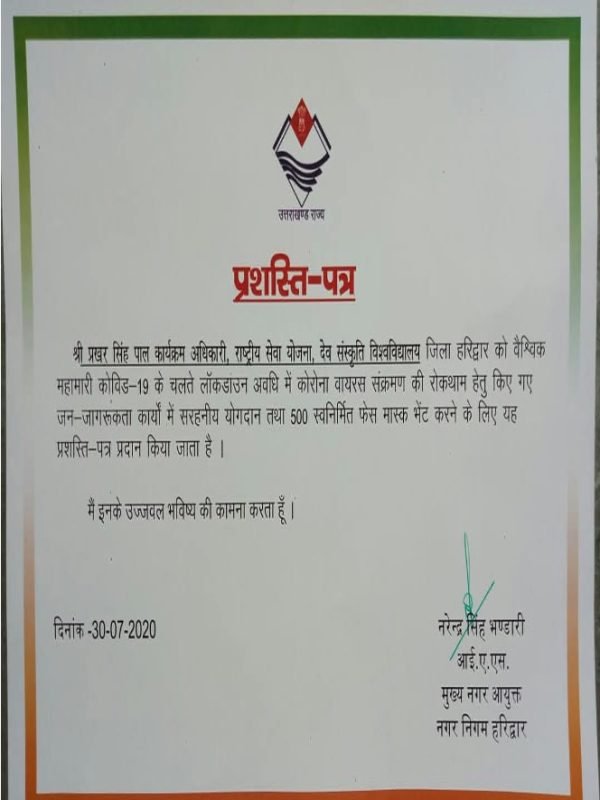 उत्तराखण्ड राज्य
प्रशस्ति-पत्र
श्री प्रखर सिंह पाल कार्यक्रम अधिकारी, राष्ट्रीय सेवा योजना, देव संस्कृति विश्वविद्यालय जिला हरिद्वार को वैश्विक
महामारी कोविड-19 के चलते लॉकडांउन अवधि में कोरोना वायरस संक्रमण की रोकथाम हेतु किए गए
जन-जागरूकता कार्यो में सरहनीय योगदान तथा 500 स्वनिर्मित फेस मास्क भेंट करने के लिए यह
प्रशस्ति-पत्र प्रदान किया जाता है |
मैं इनके उज्जवल भविष्य की कामना करता हूँ |
दिनांक -30-07-2020
नरेन्द्र सिंह भण्डारी
आई.ए.एस.
मुख्य नगर आयुक्त
नगर निगम हरिद्वार